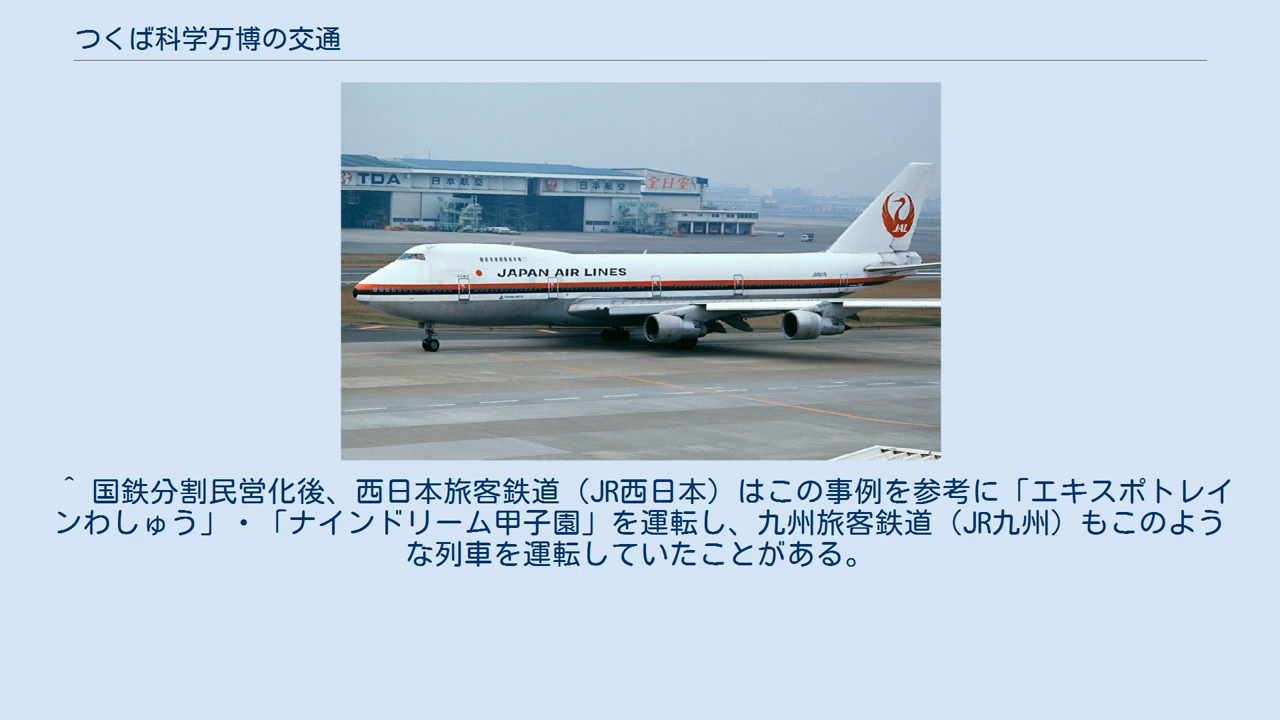 つくば科学万博の交通
TDA
日本航空
日本航空
全日空
JAPAN AIR LINES
JAL
^ 国鉄分割民営化後、西日本旅客鉄道（JR西日本）はこの事例を参考に「エキスポトレイ
ンわしゅう」・「ナインドリーム甲子園」を運転し、九州旅客鉄道（JR九州）もこのよう
な列車を運転していたことがある。